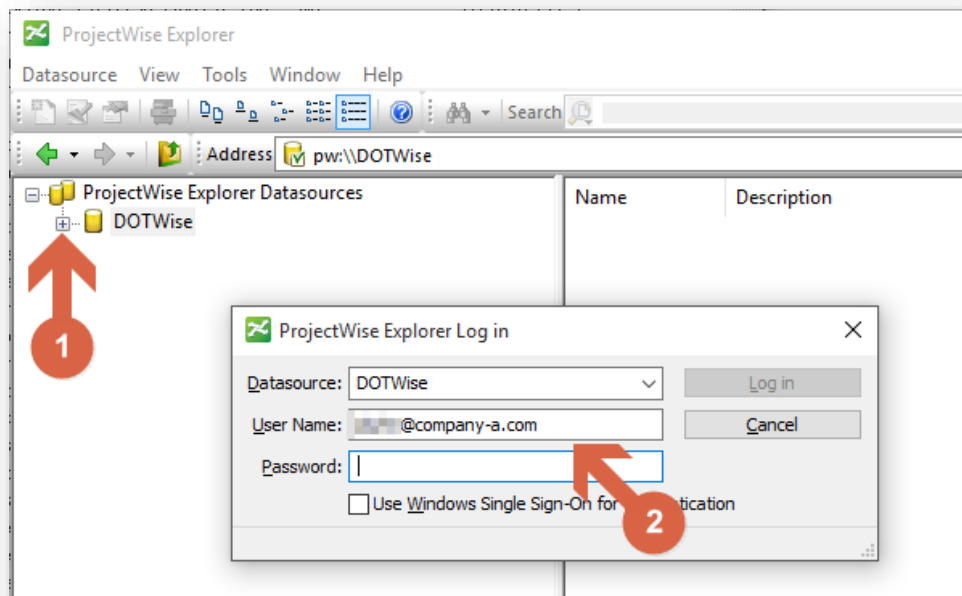 ProjectWise Explorer
Datasource View Tools Window Help
Search
Address pw:\\DOTWise
ProjectWise Explorer Datasources
DOTWise
Name Description
1
ProjectWise Explorer Log in
Datasource: DOTWise Log in
User Name: @company-a.com Cancel
Password:
Use Windows Single Sign-On for tication
2